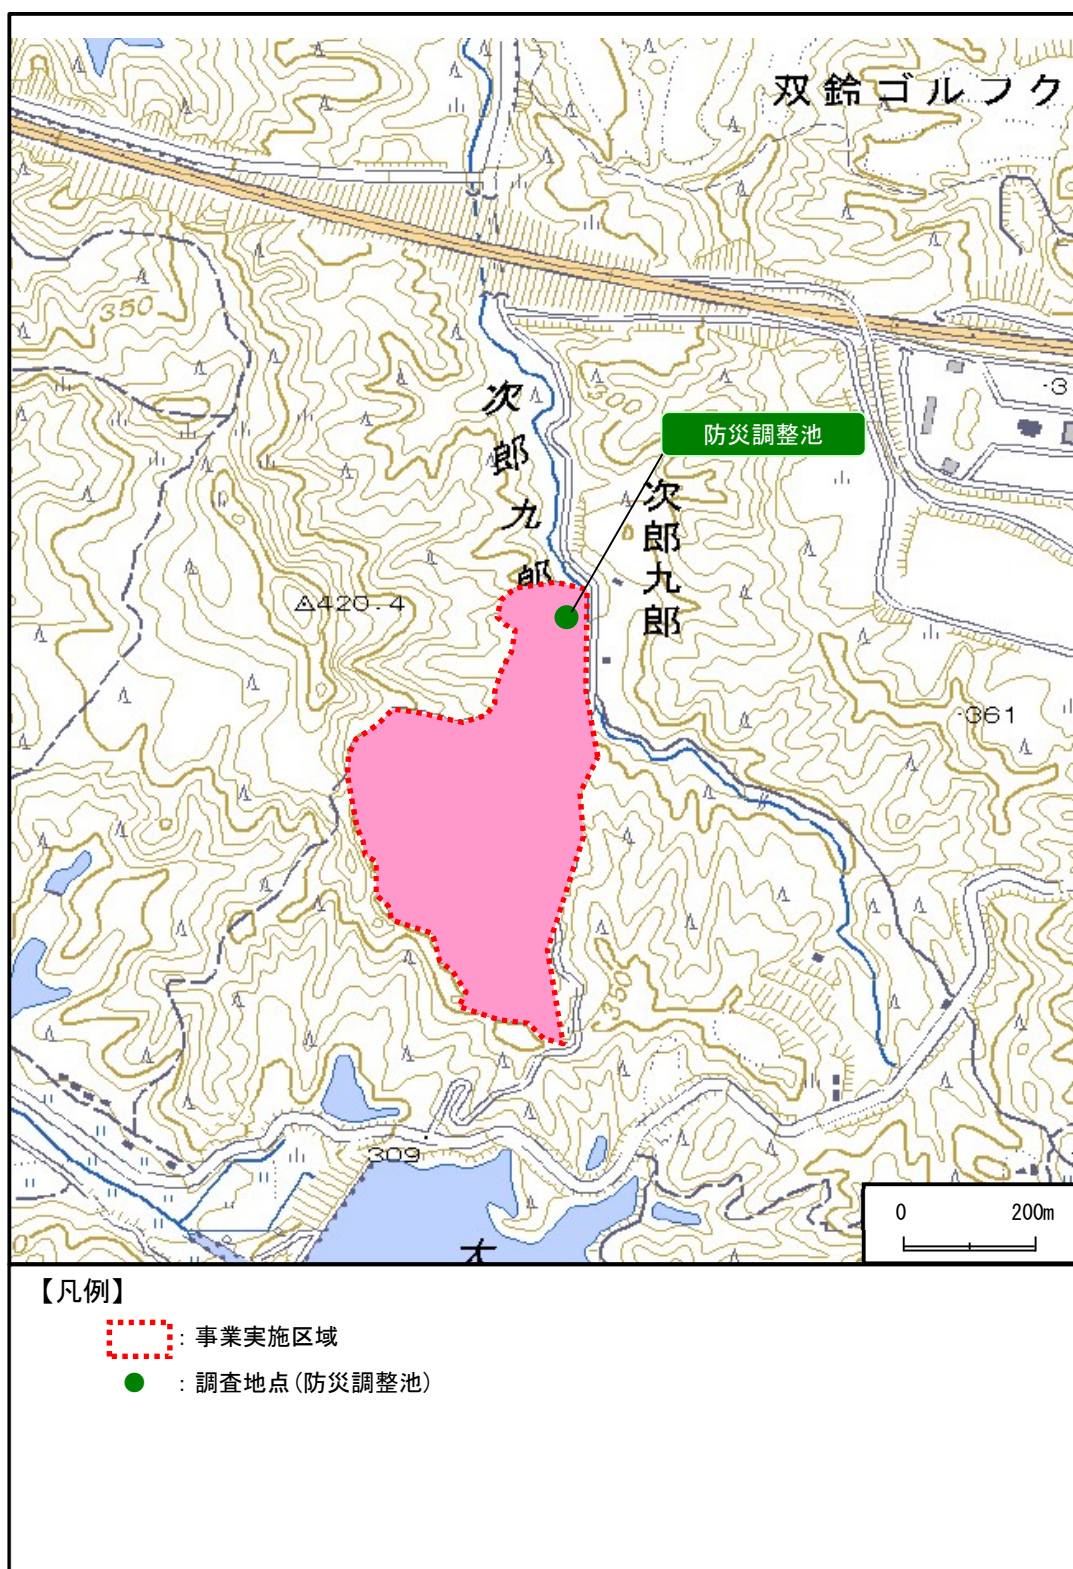 双鈴ゴルフク
350
300
·3
次郎九郎
防災調整池
次郎九郎
420.4
·361
350
309
大
0 200m
【凡例】
: 事業実施区域
: 調査地点(防災調整池)